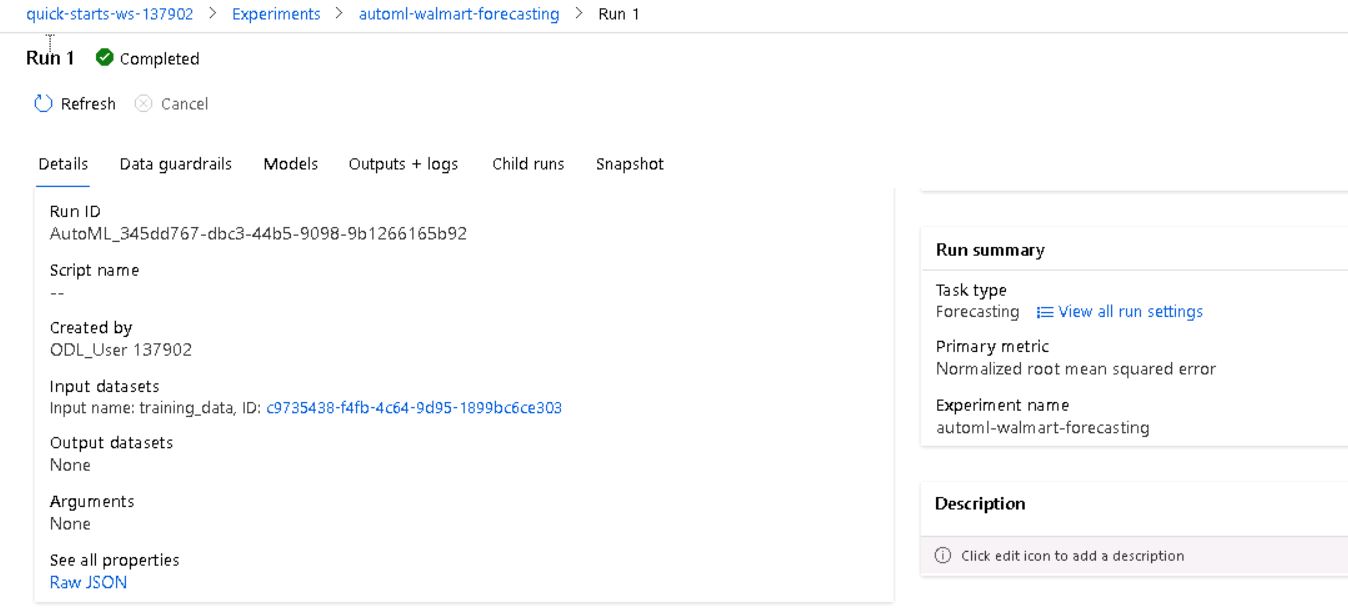 quick-starts-ws-137902 > Experiments > automl-walmart-forecasting > Run 1
Run 1 Completed
Refresh Cancel
Details Data guardrails Models Outputs + logs Child runs Snapshot
Run ID
AutoML_345dd767-dbc3-44b5-9098-9b1266165b92
Script name
--
Created by
ODL_User 137902
Input datasets
Input name: training_data, ID: c9735438-f4fb-4c64-9d95-1899bc6ce303
Output datasets
None
Arguments
None
See all properties
Raw JSON
Run summary
Task type
Forecasting View all run settings
Primary metric
Normalized root mean squared error
Experiment name
automl-walmart-forecasting
Description
Click edit icon to add a description